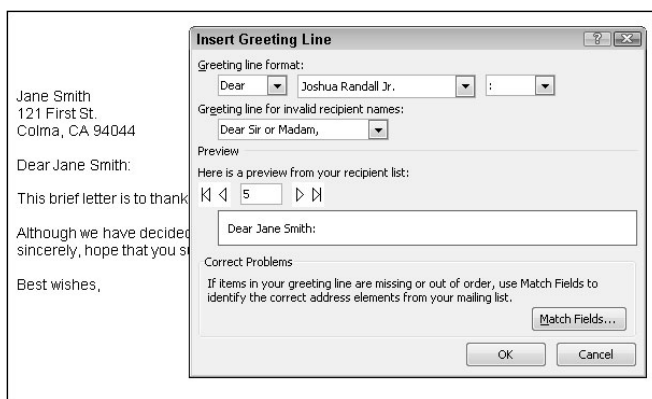 Jane Smith
121 First St.
Colma, CA 94044
Dear Jane Smith:
This brief letter is to thank
Although we have decided
sincerely, hope that you
Best wishes,
Insert Greeting Line
Greeting line format:
Dear Joshua Randall Jr. :
Greeting line for invalid recipient names:
Dear Sir or Madam,
Preview
Here is a preview from your recipient list:
5
Dear Jane Smith:
Correct Problems
If items in your greeting line are missing or out of order, use Match Fields to
identify the correct address elements from your mailing list.
Match Fields...
OK Cancel